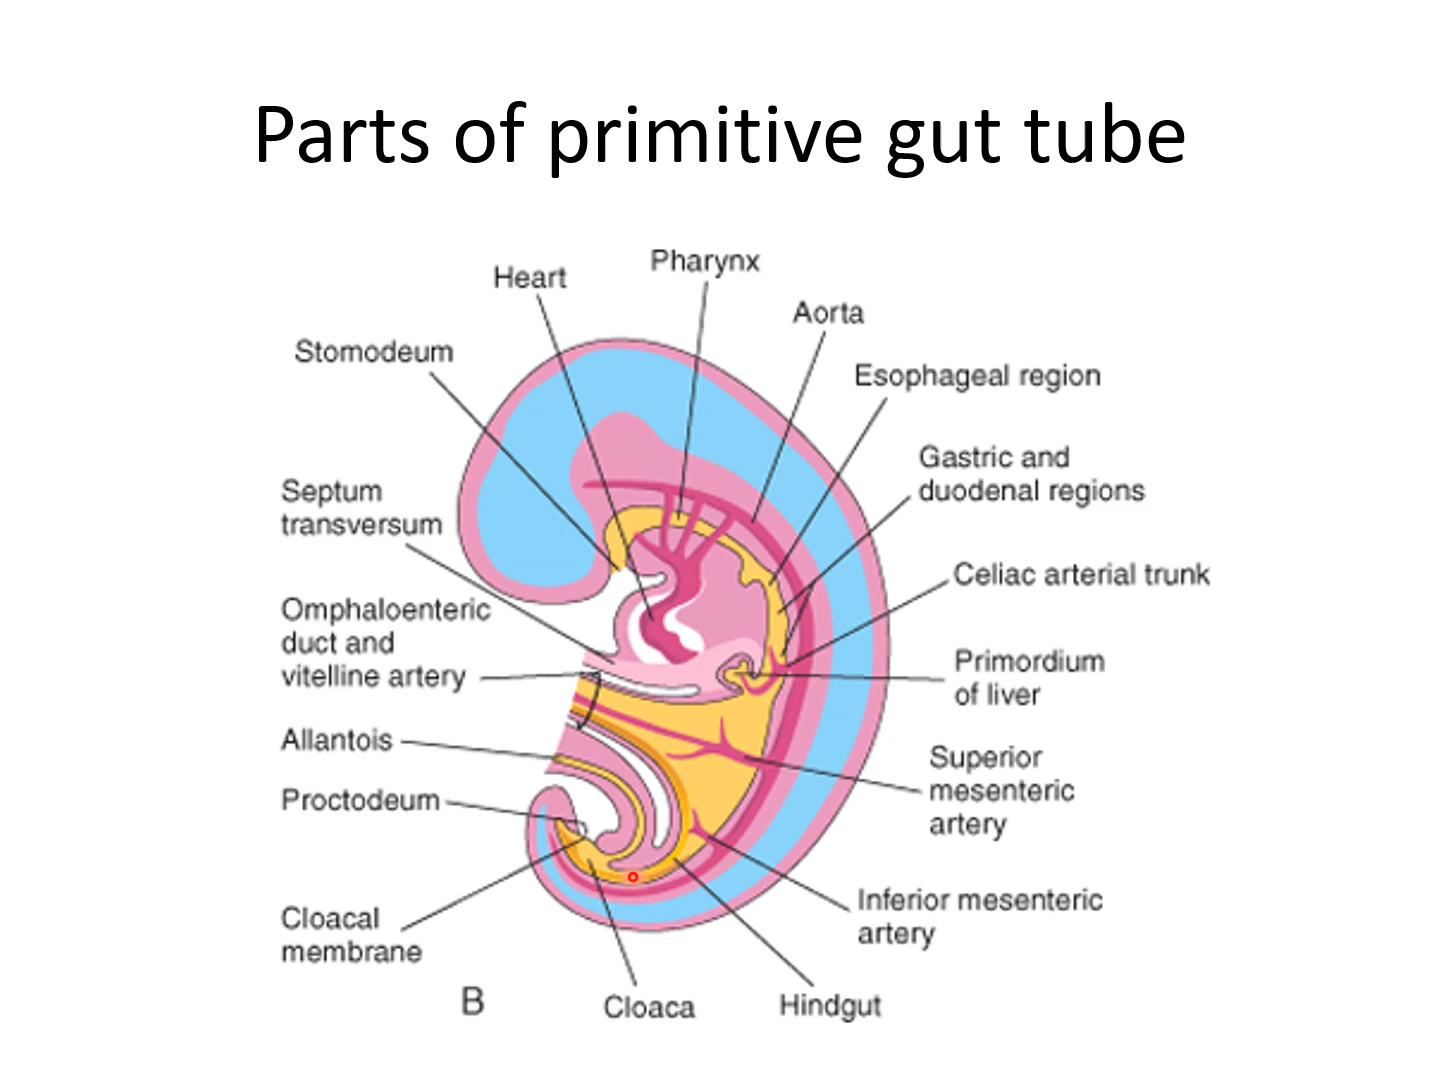 Parts of primitive gut tube
Pharynx
Heart
Aorta
Stomodeum
Esophageal region
Gastric and
duodenal regions
Septum
transversum
Celiac arterial trunk
Omphaloenteric
duct and
vitelline artery
Primordium
of liver
Allantois
Superior
mesenteric
artery
Proctodeum
Inferior mesenteric
artery
Cloacal
membrane
B
Cloaca
Hindgut